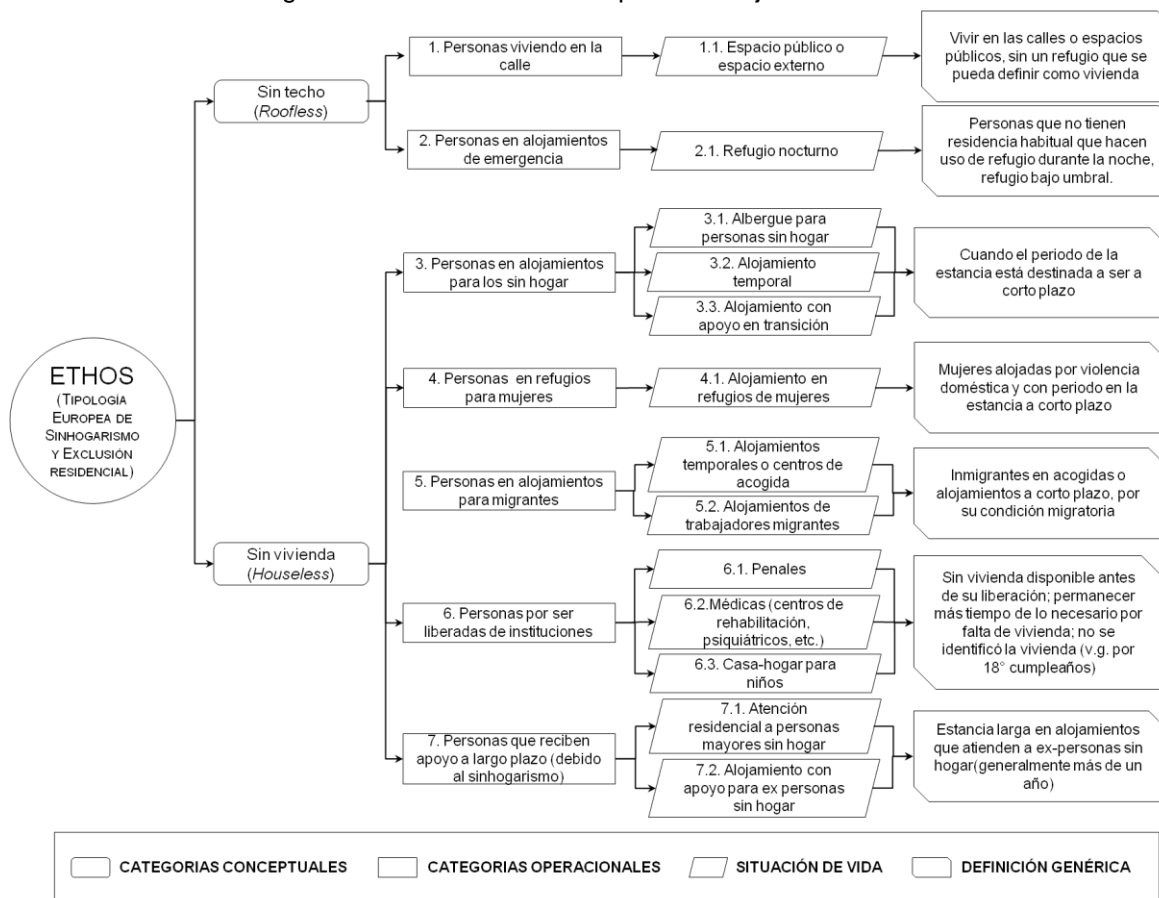 Sin techo
(Roofless)
1. Personas viviendo en la
calle
1.1. Espacio público o
espacio externo
Vivir en las calles o espacios
públicos, sin un refugio que se
pueda definir como vivienda
2. Personas en alojamientos
de emergencia
2.1. Refugio nocturno
Personas que no tienen
residencia habitual que hacen
uso de refugio durante la noche,
refugio bajo umbral.
ETHOS
(TIPOLOGÍA
EUROPEA DE
SINHOGARISMO
Y EXCLUSIÓN
RESIDENCIAL)
Sin vivienda
(Houseless)
3. Personas en alojamientos
para los sin hogar
3.1. Albergue para
personas sin hogar
3.2. Alojamiento
temporal
3.3. Alojamiento con
apoyo en transición
Cuando el periodo de la
estancia está destinada a ser a
corto plazo
4. Personas en refugios
para mujeres
4.1. Alojamiento en
refugios de mujeres
Mujeres alojadas por violencia
doméstica y con periodo en la
estancia a corto plazo
5. Personas en alojamientos
para migrantes
5.1. Alojamientos
temporales o centros de
acogida
5.2. Alojamientos de
trabajadores migrantes
Inmigrantes en acogidas o
alojamientos a corto plazo, por
su condición migratoria
6. Personas por ser
liberadas de instituciones
6.1. Penales
6.2.Médicas (centros de
rehabilitación,
psiquiátricos, etc.)
6.3. Casa-hogar para
niños
Sin vivienda disponible antes
de su liberación; permanecer
más tiempo de lo necesario por
falta de vivienda; no se
identificó la vivienda (v.g. por
18° cumpleaños)
7. Personas que reciben
apoyo a largo plazo (debido
al sinhogarismo)
7.1. Atención
residencial a personas
mayores sin hogar
7.2. Alojamiento con
apoyo para ex personas
sin hogar
Estancia larga en alojamientos
que atienden a ex-personas sin
hogar(generalmente más de un
año)
CATEGORIAS CONCEPTUALES
CATEGORIAS OPERACIONALES
SITUACIÓN DE VIDA
DEFINICIÓN GENÉRICA